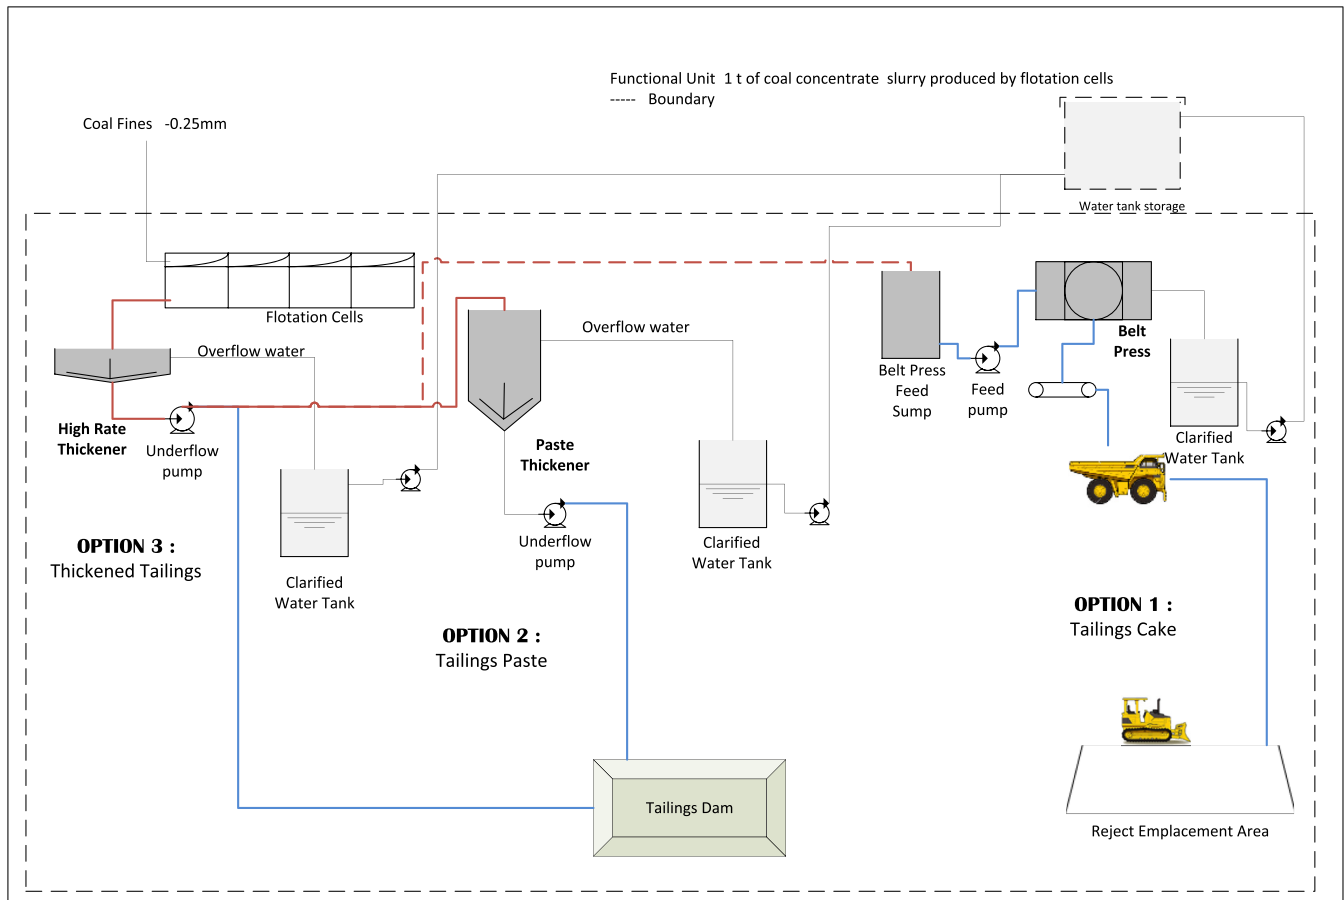 Functional Unit 1 t of coal concentrate slurry produced by flotation cells
----- Boundary
Coal Fines -0.25mm
Water tank storage
Flotation Cells
Overflow water
High Rate
Thickener
Underflow
pump
Clarified
Water Tank
OPTION 3 :
Thickened Tailings
Overflow water
Paste
Thickener
Underflow
pump
Clarified
Water Tank
OPTION 2 :
Tailings Paste
Tailings Dam
Belt Press
Feed
Sump
Feed
pump
Belt
Press
Clarified
Water Tank
OPTION 1 :
Tailings Cake
Reject Emplacement Area